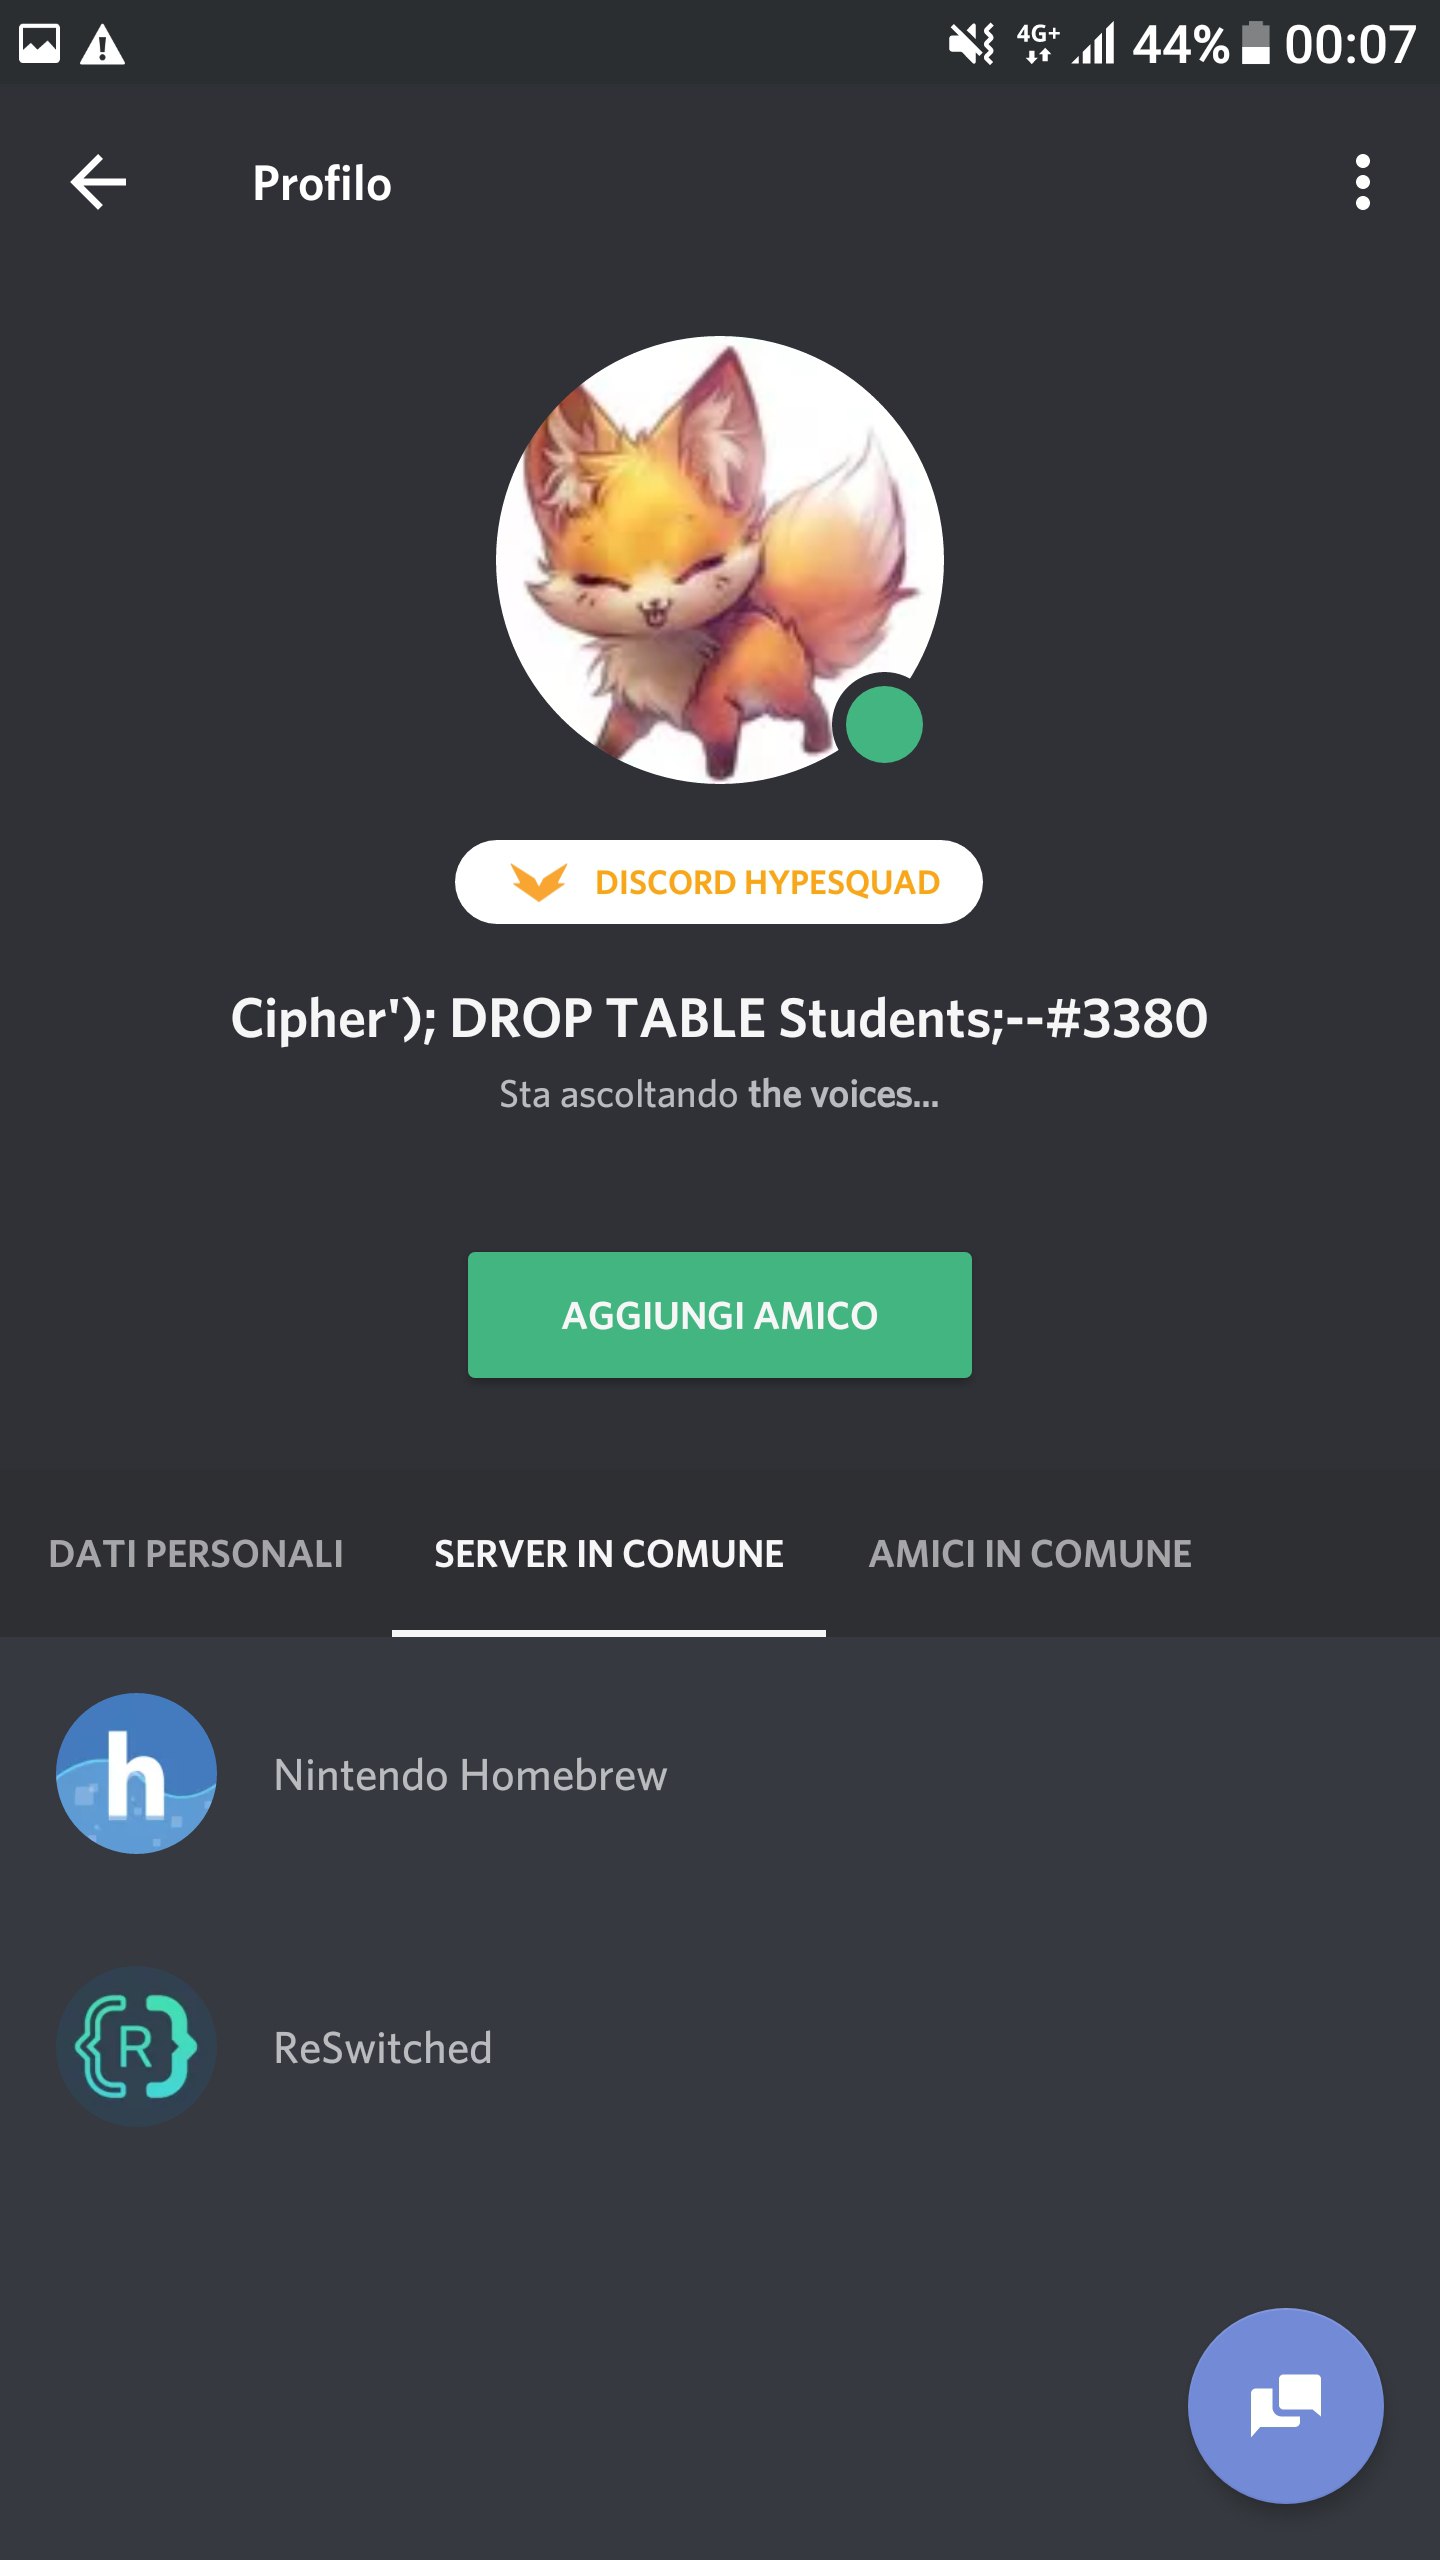 4G+ 44% 00:07
Profilo
DISCORD HYPESQUAD
Cipher'); DROP TABLE Students;--#3380
Sta ascoltando the voices...
AGGIUNGI AMICO
DATI PERSONALI SERVER IN COMUNE AMICI IN COMUNE
h Nintendo Homebrew
R ReSwitched